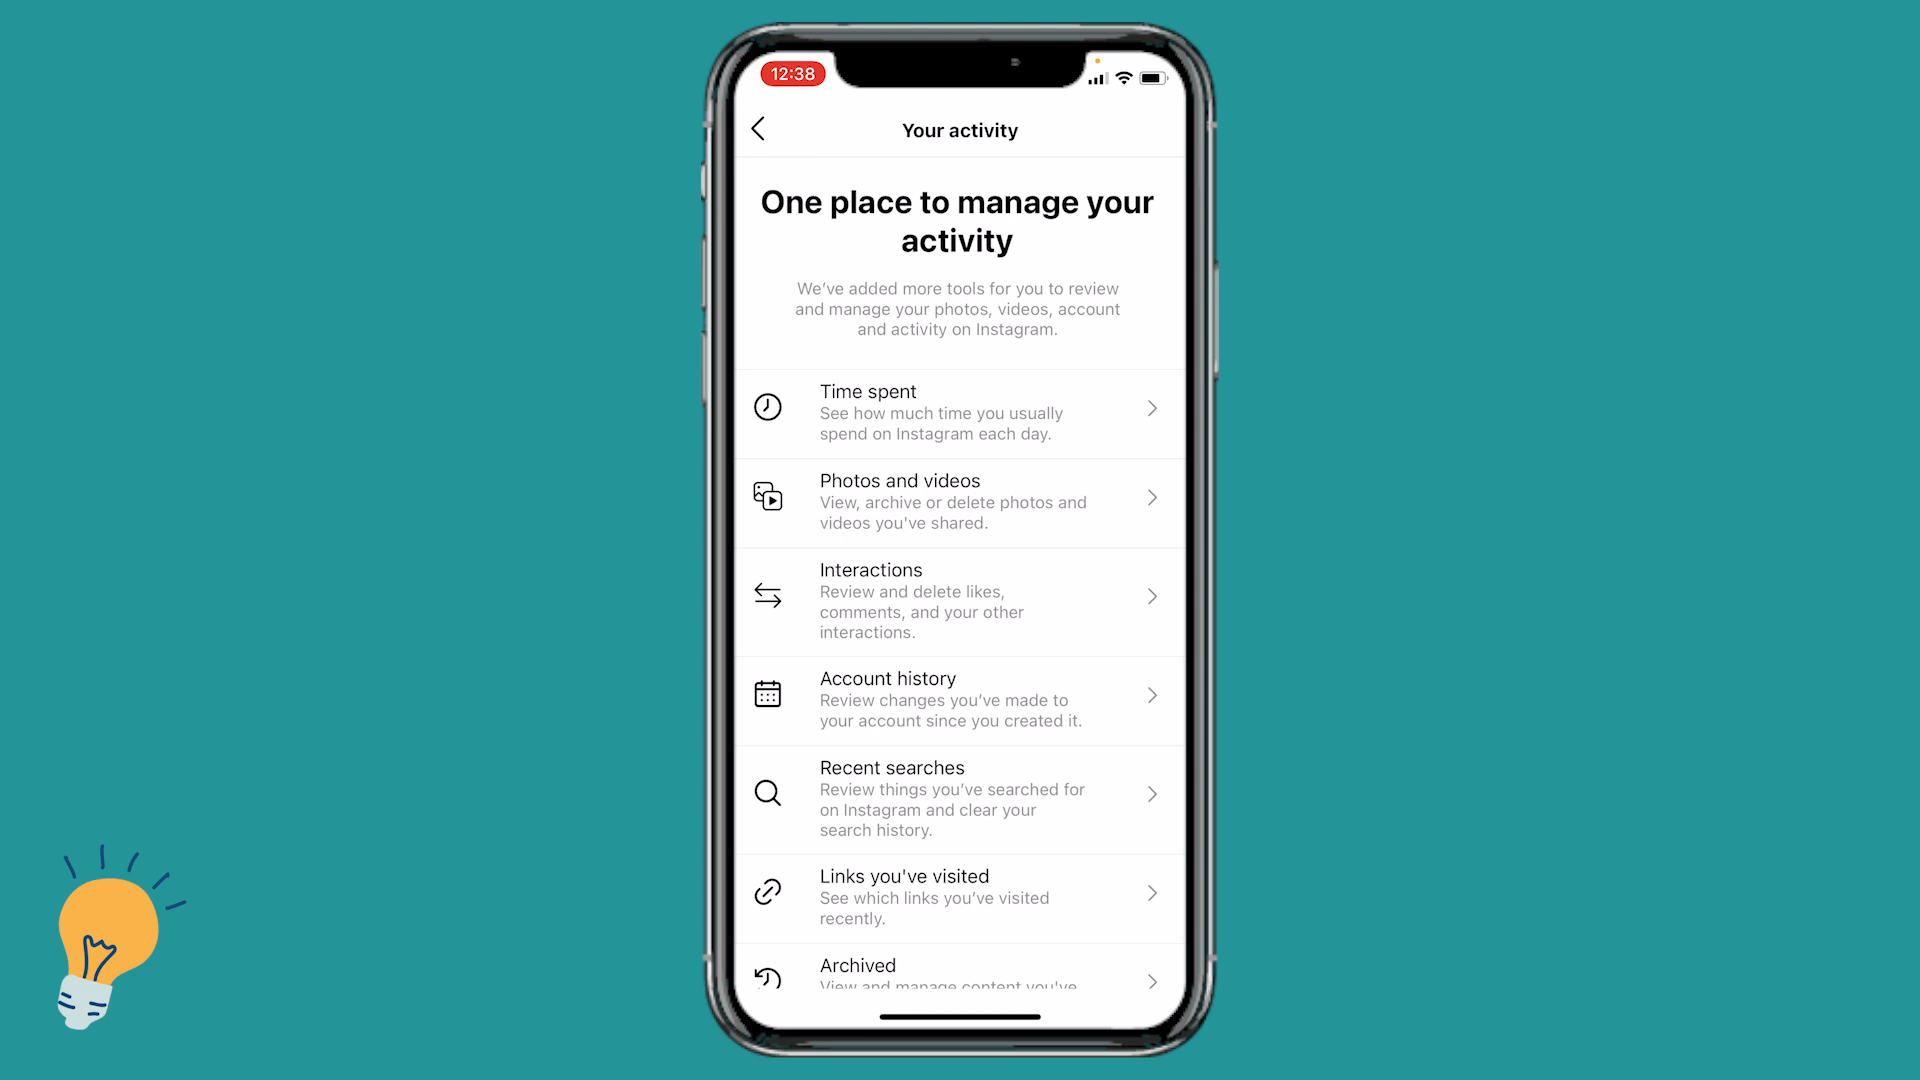 12:38
Your activity
One place to manage your
activity
We’ve added more tools for you to review
and manage your photos, videos, account
and activity on Instagram.
Time spent
See how much time you usually
spend on Instagram each day.
Photos and videos
View, archive or delete photos and
videos you've shared.
Interactions
Review and delete likes,
comments, and your other
interactions.
Account history
Review changes you’ve made to
your account since you created it.
Recent searches
Review things you’ve searched for
on Instagram and clear your
search history.
Links you've visited
See which links you’ve visited
recently.
Archived
View and manage content you've